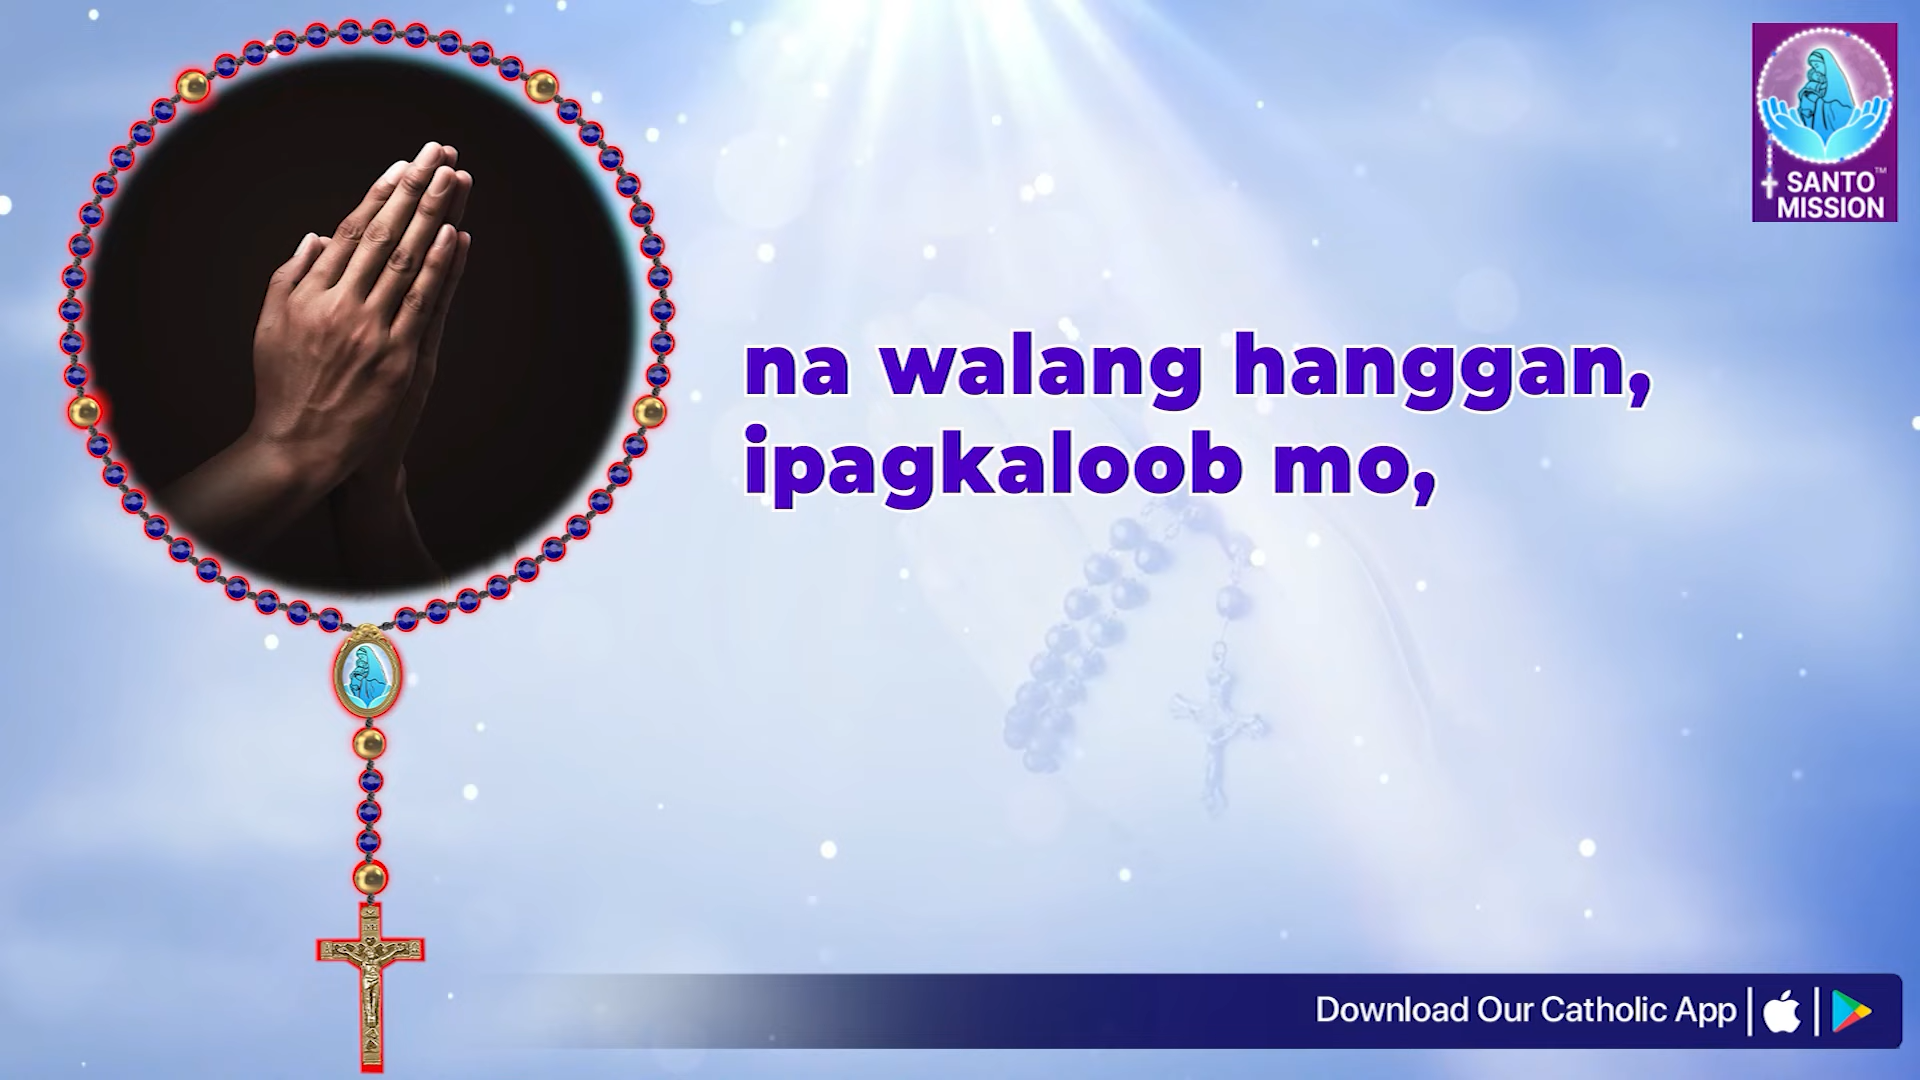 SANTO™
MISSION
na walang hanggan,
ipagkaloob mo,
Download Our Catholic App